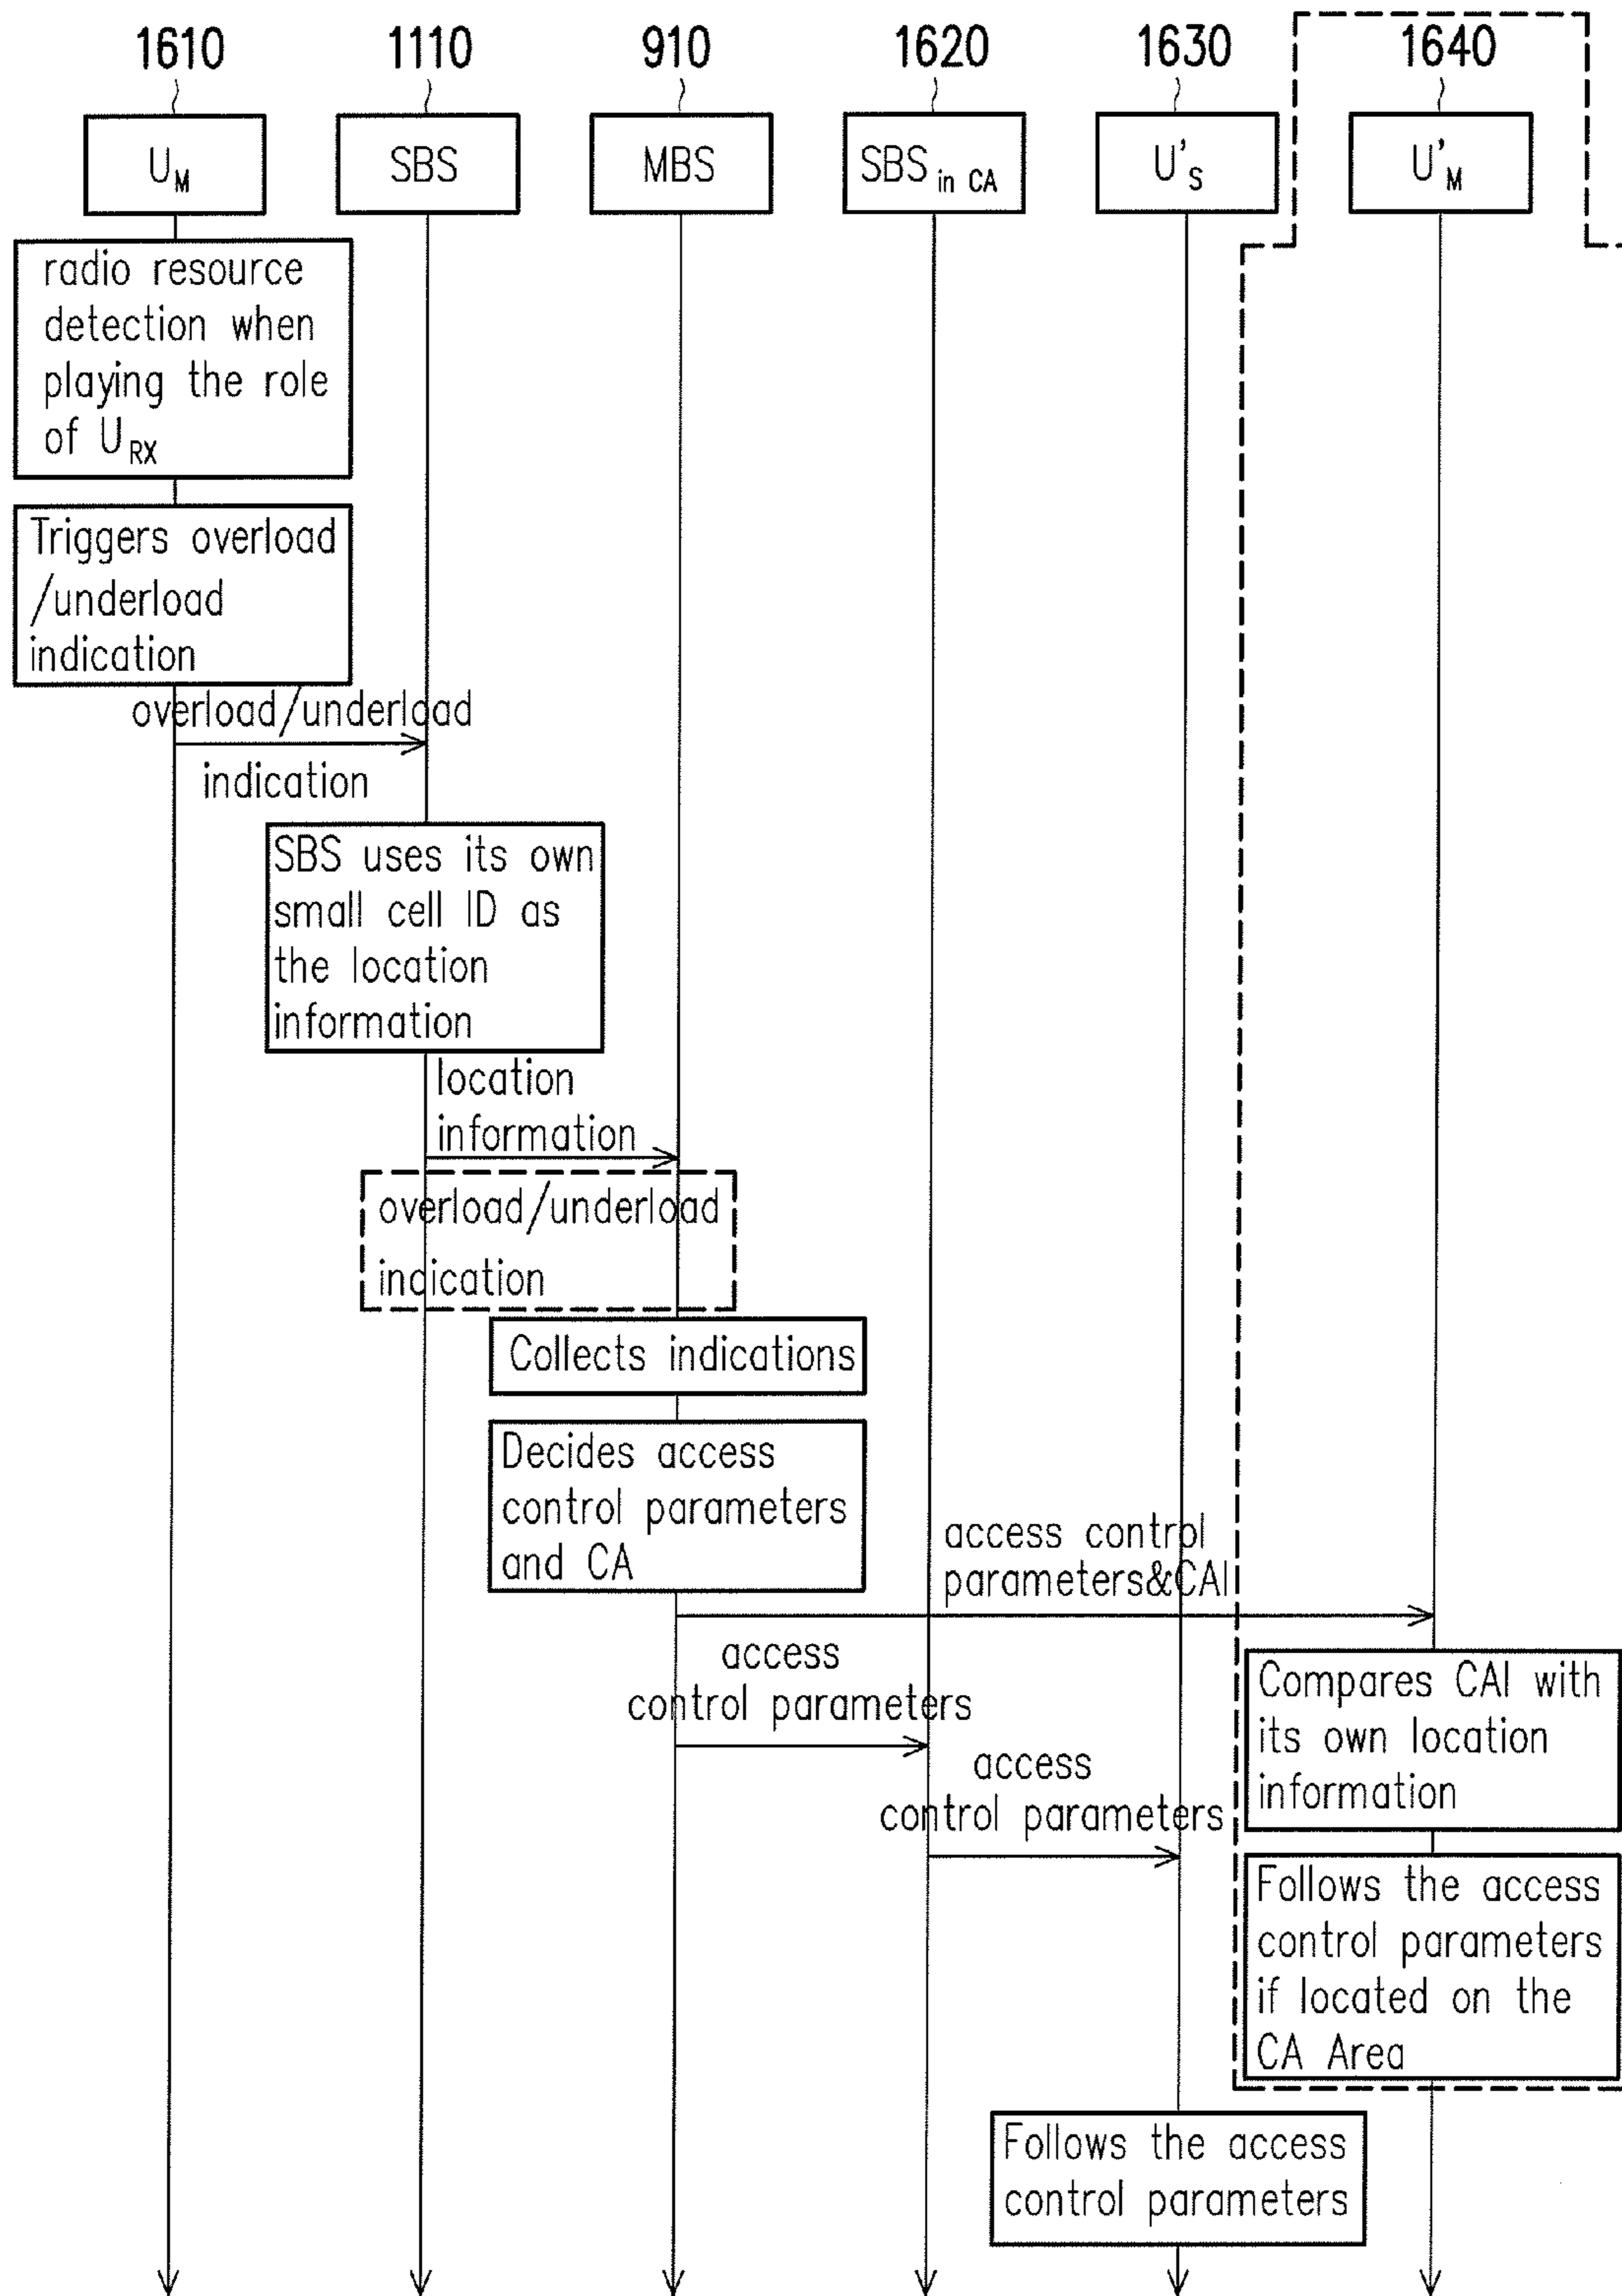 1610 1110 910 1620 1630 1640
U_M SBS MBS SBS in CA U'_S U'_M
radio resource
detection when
playing the role
of U_RX
Triggers overload
/underload
indication
overload/underload
indication
SBS uses its own
small cell ID as
the location
information
location
information
overload/underload
indication
Collects indications
Decides access
control parameters
and CA
access control
parameters&CAI
access
control parameters
Compares CAI with
its own location
information
access
control parameters
Follows the access
control parameters
if located on the
CA Area
Follows the access
control parameters